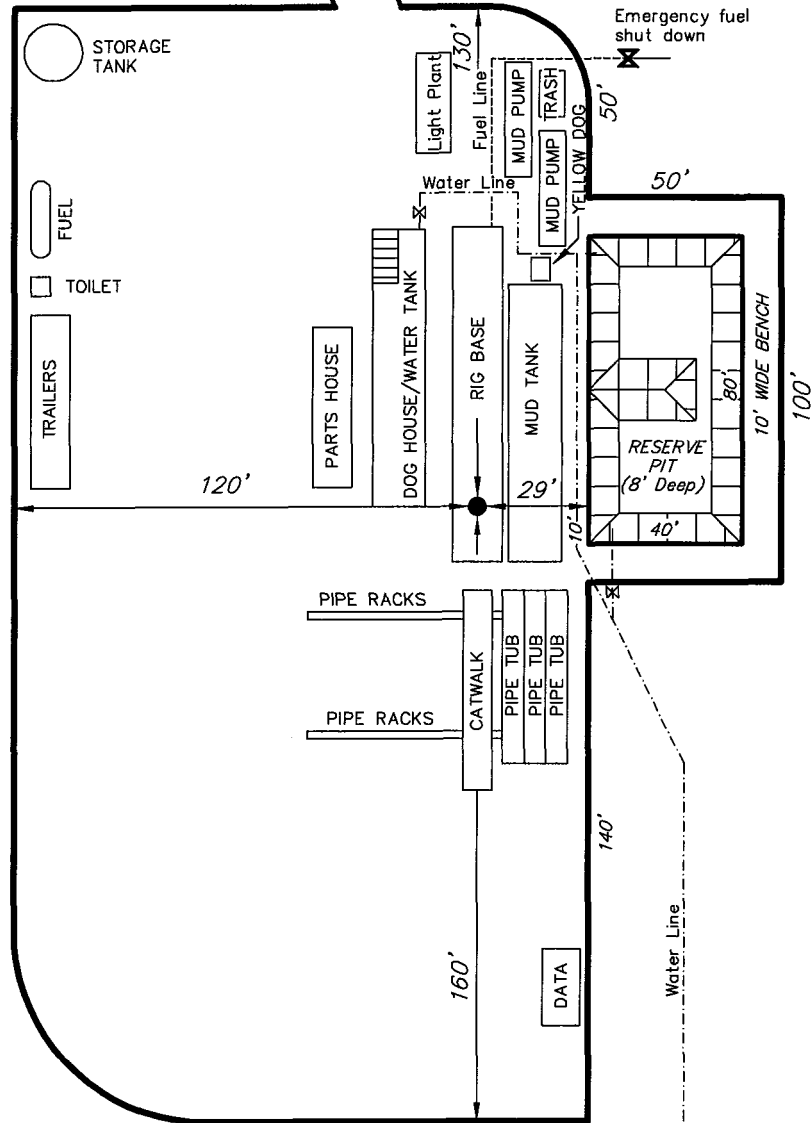 Emergency fuel
shut down
STORAGE
TANK
130'
Light Plant
Fuel Line
MUD PUMP
TRASH
50'
MUD PUMP
YELLOW DOG
Water Line
50'
FUEL
TOILET
TRAILERS
PARTS HOUSE
DOG HOUSE/WATER TANK
RIG BASE
MUD TANK
80'
10' WIDE BENCH
100'
RESERVE
PIT
(8' Deep)
120'
29'
10'
40'
PIPE RACKS
CATWALK
PIPE TUB
PIPE TUB
PIPE TUB
PIPE RACKS
140'
160'
DATA
Water Line